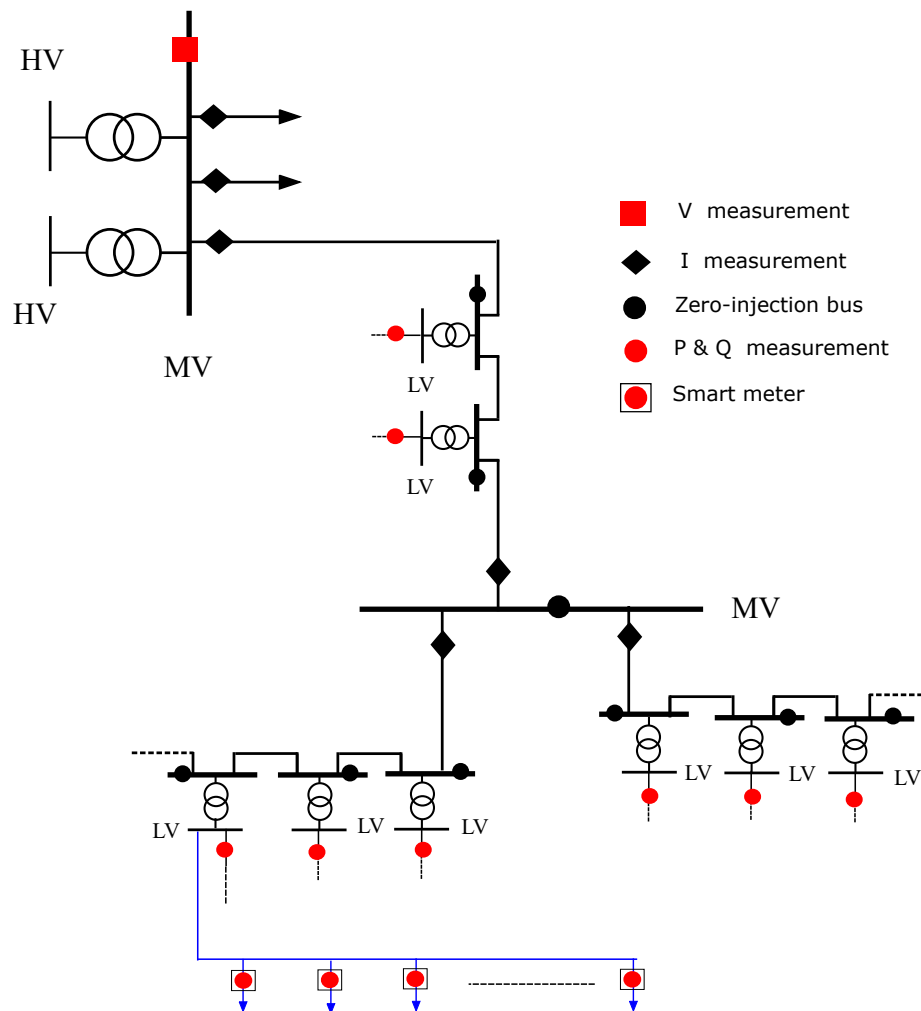 HV
HV
MV
V measurement
I measurement
Zero-injection bus
P & Q measurement
Smart meter
LV
LV
MV
LV
LV
LV
LV
LV
LV